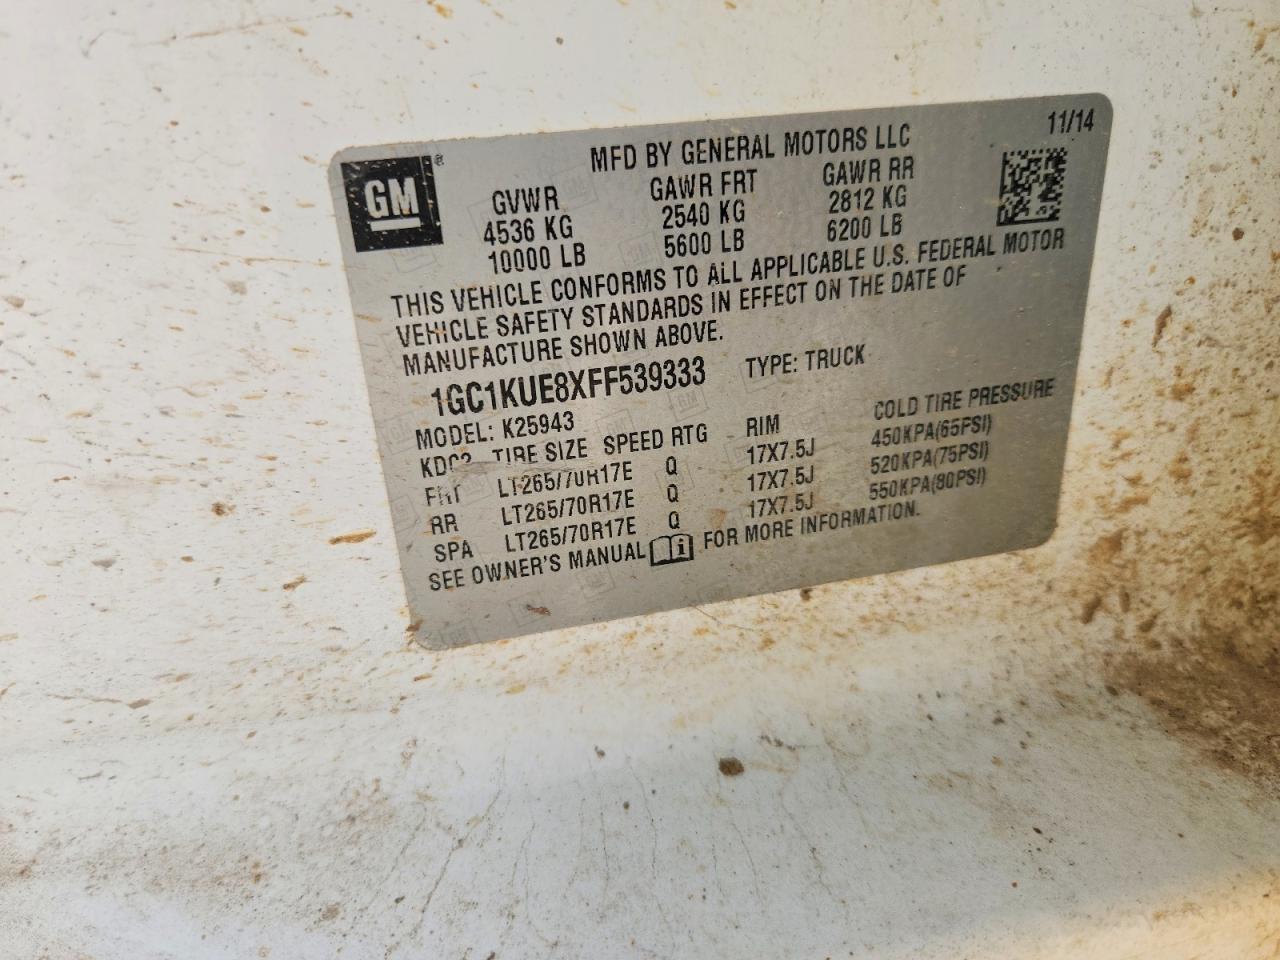 GM
MFD BY GENERAL MOTORS LLC 11/14
GVWR GAWR FRT GAWR RR
4536 KG 2540 KG 2812 KG
10000 LB 5600 LB 6200 LB
THIS VEHICLE CONFORMS TO ALL APPLICABLE U.S. FEDERAL MOTOR
VEHICLE SAFETY STANDARDS IN EFFECT ON THE DATE OF
MANUFACTURE SHOWN ABOVE.
1GC1KUE8XFF539333 TYPE: TRUCK
MODEL: K25943
TIRE SIZE SPEED RTG RIM COLD TIRE PRESSURE
FRT LT265/70R17E Q 17X7.5J 450KPA(65PSI)
RR LT265/70R17E Q 17X7.5J 520KPA(75PSI)
SPA LT265/70R17E Q 17X7.5J 550KPA(80PSI)
SEE OWNER'S MANUAL FOR MORE INFORMATION.